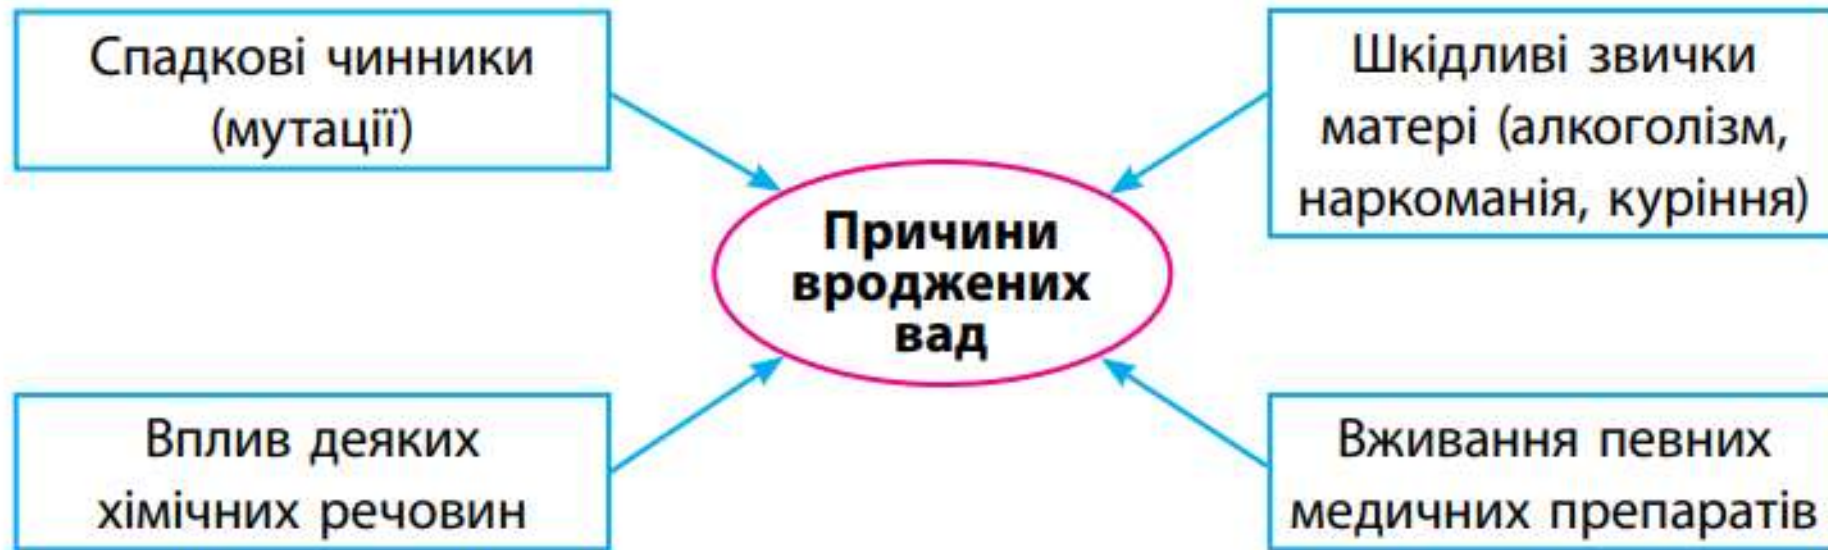 Спадкові чинники
(мутації)
Шкідливі звички
матері (алкоголізм,
наркоманія, куріння)
Причини
вроджених
вад
Вплив деяких
хімічних речовин
Вживання певних
медичних препаратів